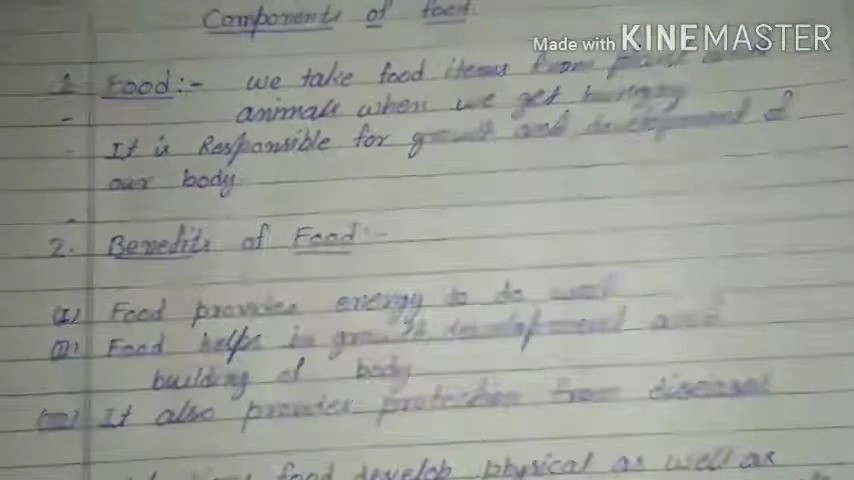 Components of food
Made with KINEMASTER
1 Food:- we take food items from plant and
- animals when we get hungry
It is Responsible for growth and development of
our body
2. Benefits of Food:-
(I) Food provides energy to do work
(II) Food helps in growth development and
building of body
(III) It also provides protection from diseases
food develop physical as well as